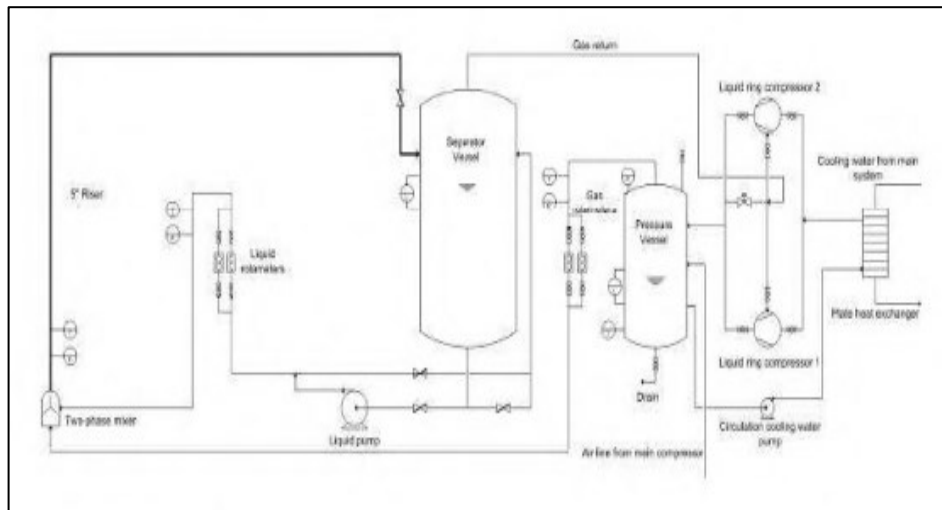 Gas return
Liquid ring compressor 2
Separator
Vessel
Cooling water from main
system
5" Riser
Gas
Pressure
Vessel
Liquid
rotameters
Plate heat exchanger
Liquid ring compressor 1
Drain
Two-phase mixer
Liquid pump
Circulation cooling water
pump
Air line from main compressor